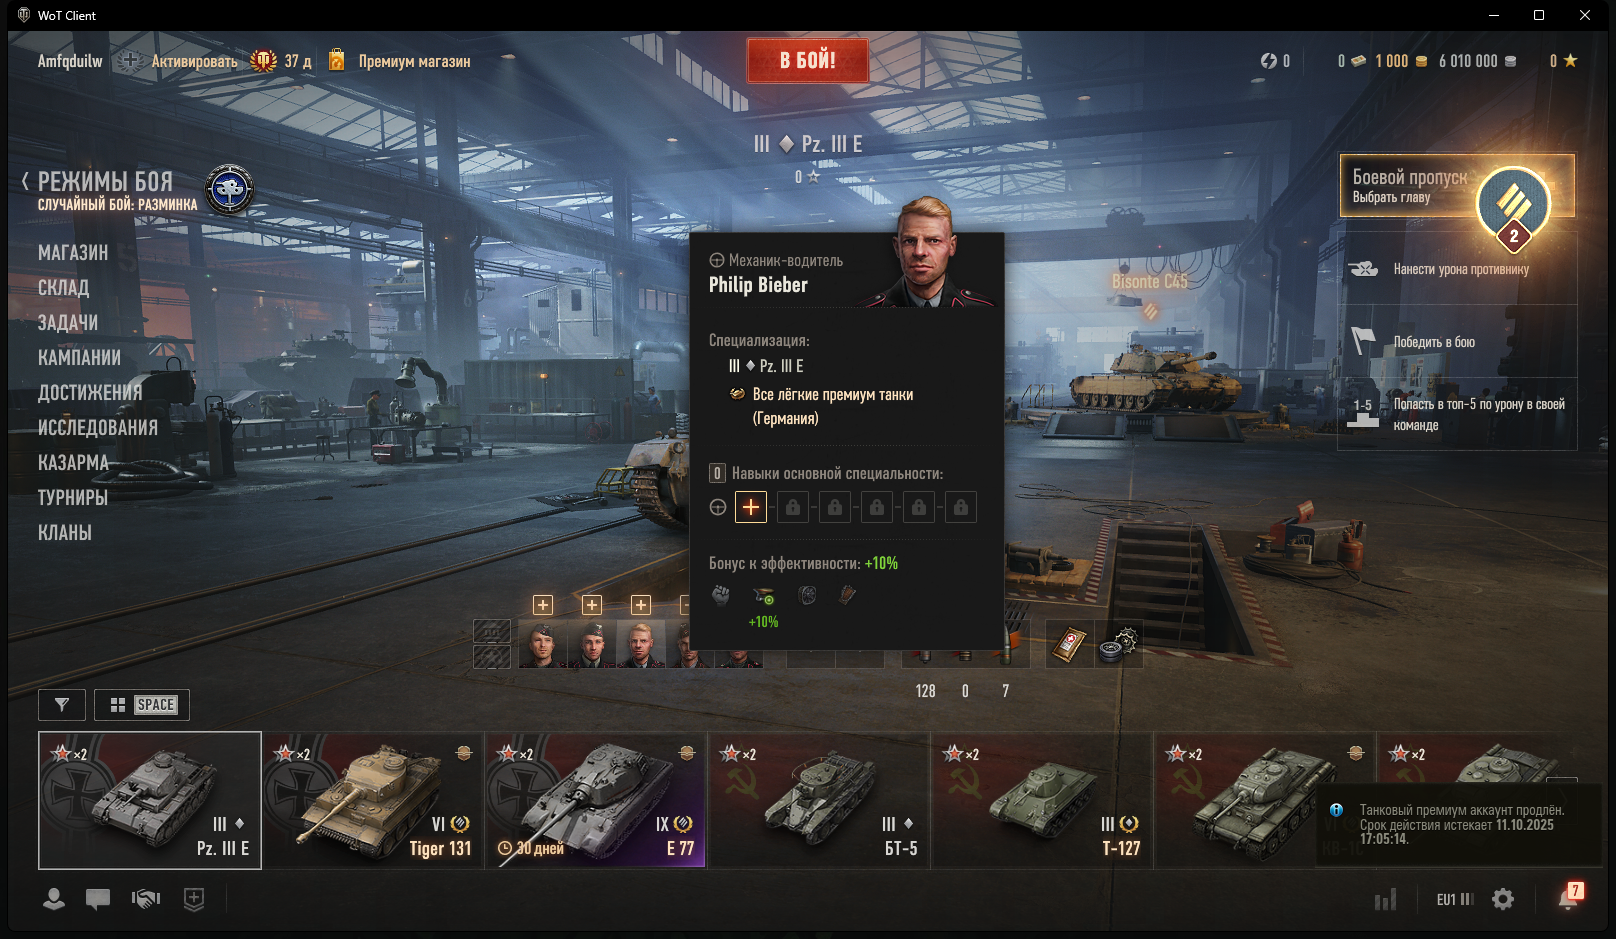 WoT Client
Amfqduilw
Активировать
37 д
Премиум магазин
В БОЙ!
0
0
1 000
6 010 000
0
III Pz. III E
0
РЕЖИМЫ БОЯ
СЛУЧАЙНЫЙ БОЙ: РАЗМИНКА
МАГАЗИН
СКЛАД
ЗАДАЧИ
КАМПАНИИ
ДОСТИЖЕНИЯ
ИССЛЕДОВАНИЯ
КАЗАРМА
ТУРНИРЫ
КЛАНЫ
Механик-водитель
Philip Bieber
Специализация:
III Pz. III E
Все лёгкие премиум танки
(Германия)
0 Навыки основной специальности:
Бонус к эффективности: +10%
+10%
Bisonte C45
Боевой пропуск
Выбрать главу
2
Нанести урона противнику
Победить в бою
1-5
Попасть в топ-5 по урону в своей
команде
128
0
7
SPACE
×2
III
Pz. III E
×2
VI
Tiger 131
×2
30 дней
IX
E 77
×2
III
БТ-5
×2
III
Т-127
×2
×2
Танковый премиум аккаунт продлён.
Срок действия истекает 11.10.2025
17:05:14.
EU1
7